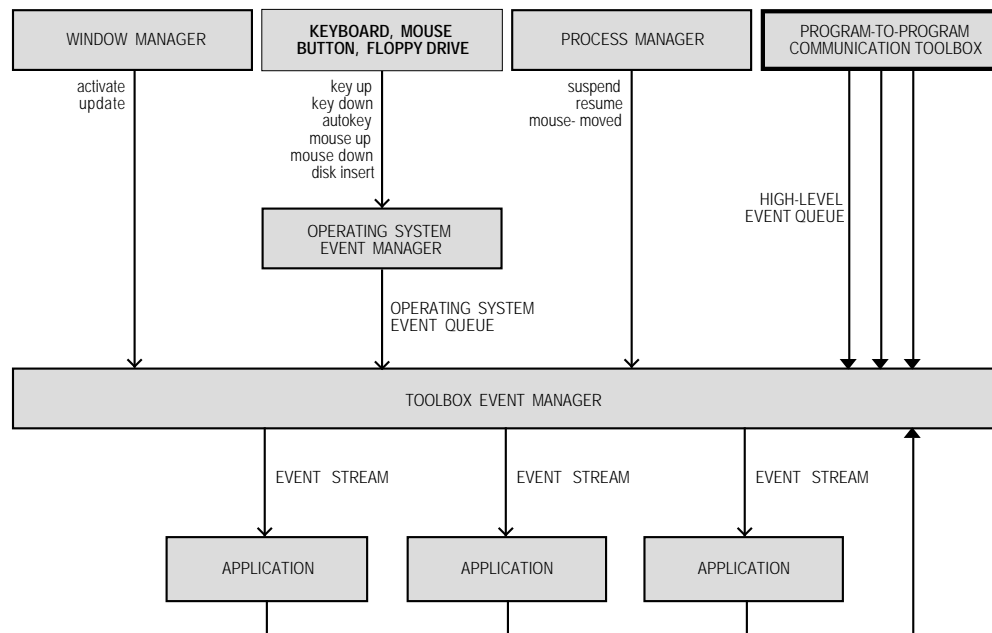 WINDOW MANAGER
KEYBOARD, MOUSE
BUTTON, FLOPPY DRIVE
PROCESS MANAGER
PROGRAM-TO-PROGRAM
COMMUNICATION TOOLBOX
activate
update
key up
key down
autokey
mouse up
mouse down
disk insert
suspend
resume
mouse- moved
HIGH-LEVEL
EVENT QUEUE
OPERATING SYSTEM
EVENT MANAGER
OPERATING SYSTEM
EVENT QUEUE
TOOLBOX EVENT MANAGER
EVENT STREAM
EVENT STREAM
EVENT STREAM
APPLICATION
APPLICATION
APPLICATION